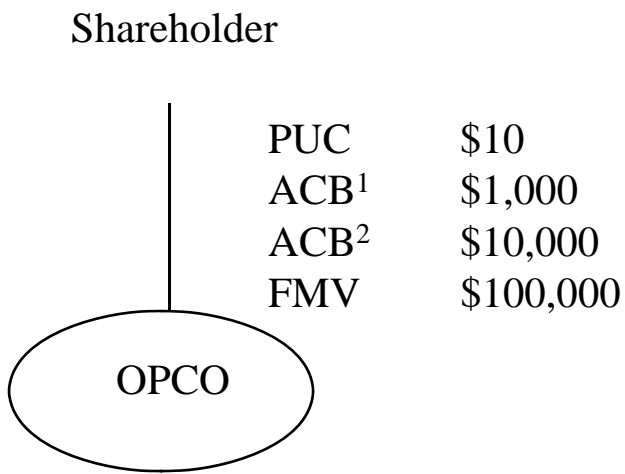 Shareholder
PUC $10
ACB¹ $1,000
ACB² $10,000
FMV $100,000
OPCO